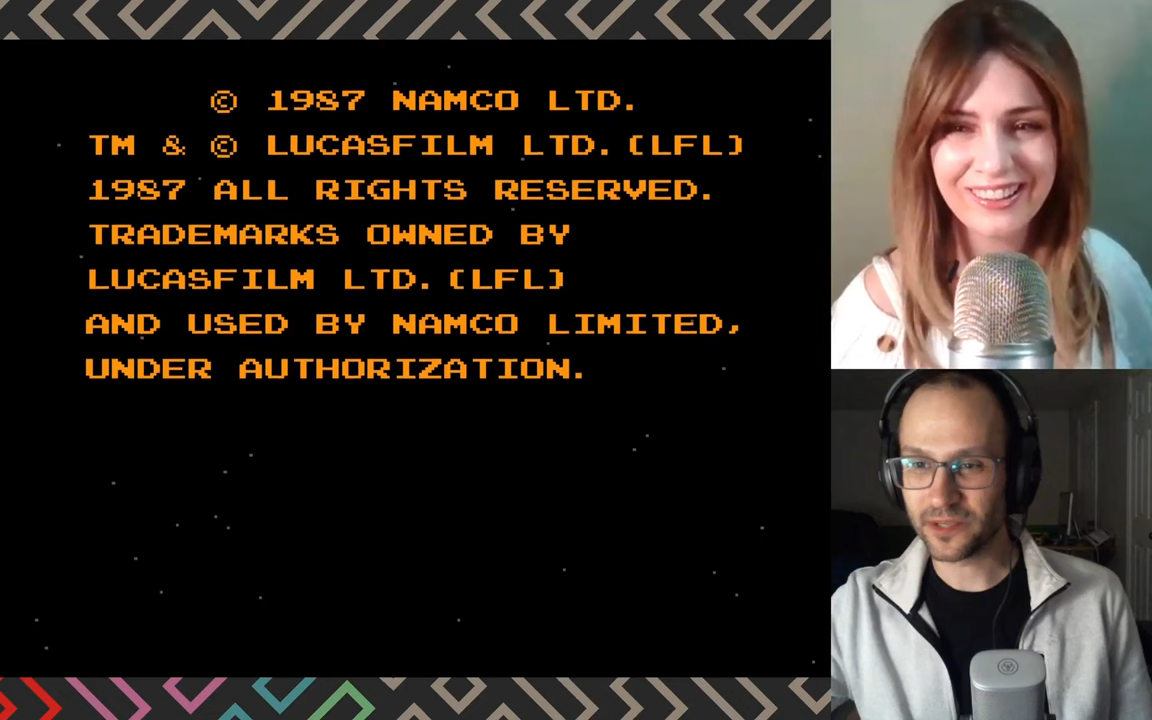 © 1987 NAMCO LTD.
TM & © LUCASFILM LTD.(LFL)
1987 ALL RIGHTS RESERVED.
TRADEMARKS OWNED BY
LUCASFILM LTD.(LFL)
AND USED BY NAMCO LIMITED,
UNDER AUTHORIZATION.